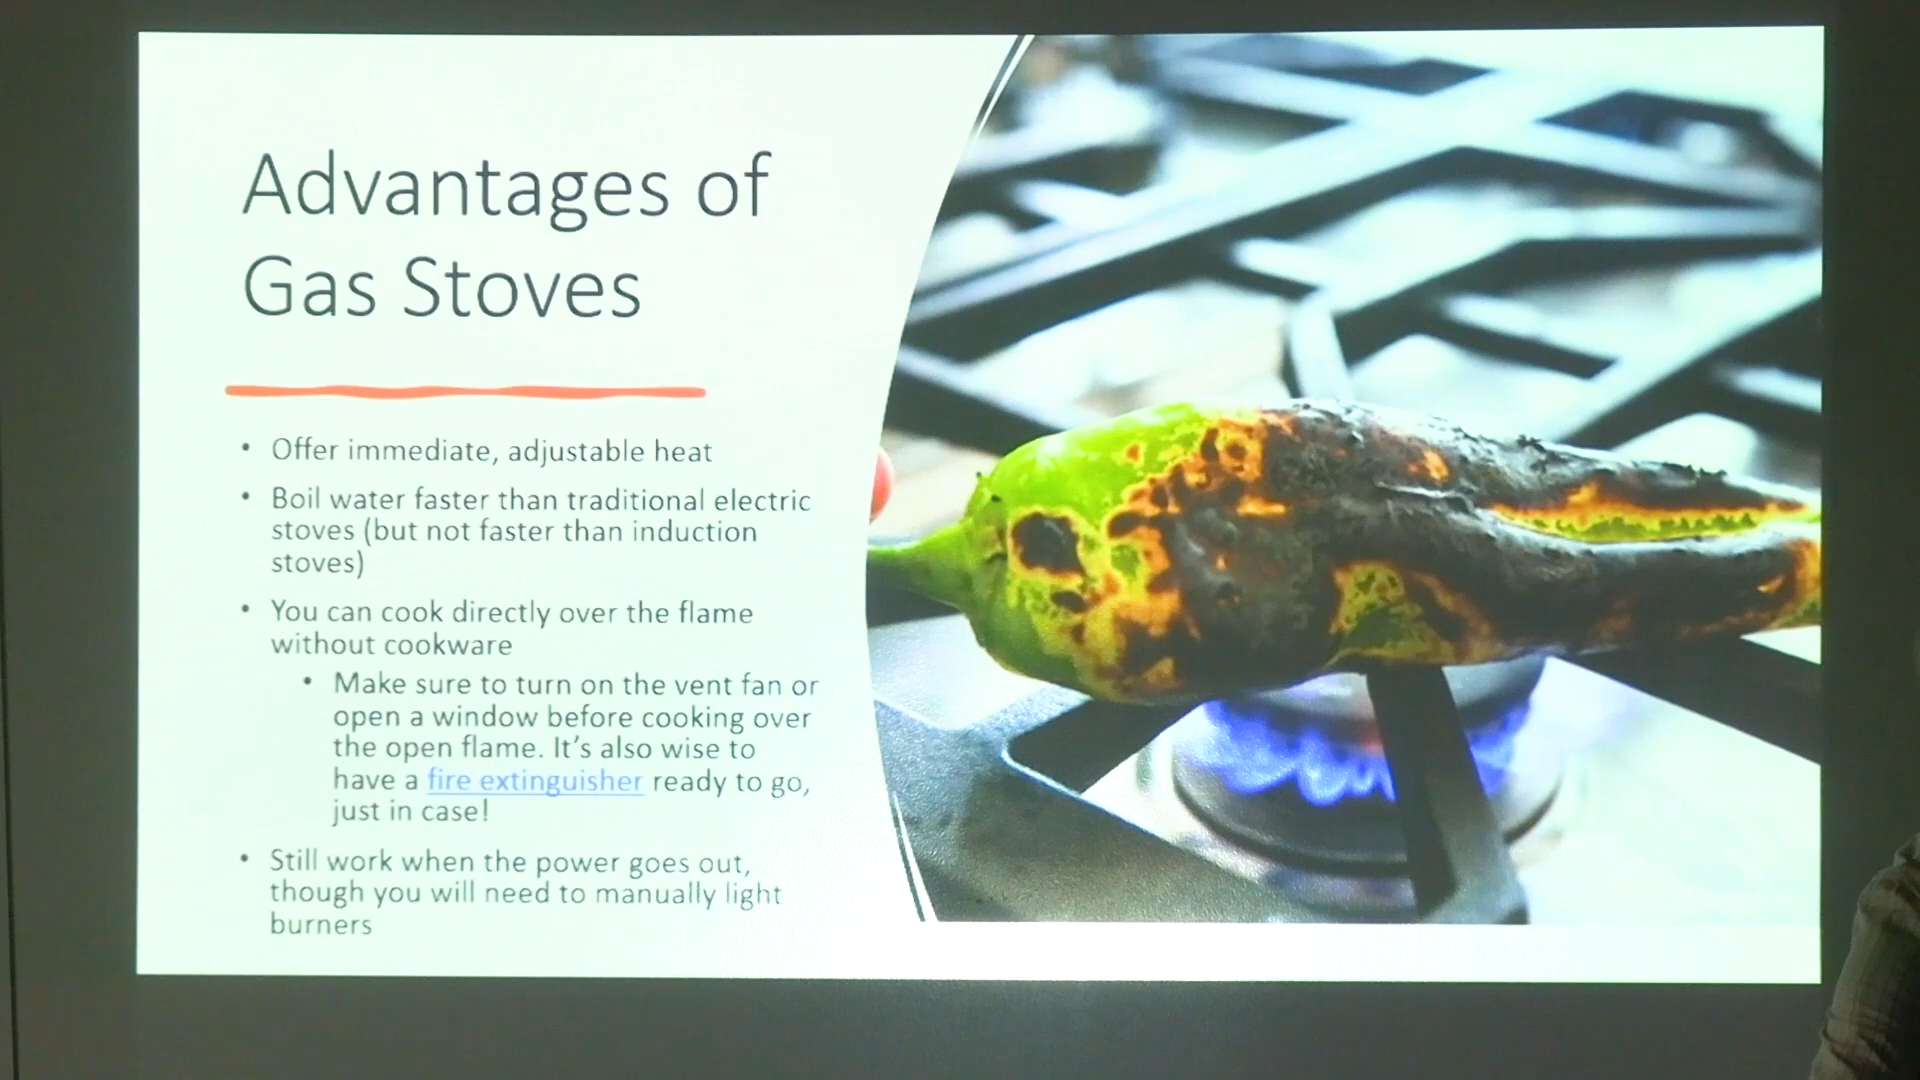 Advantages of
Gas Stoves
• Offer immediate, adjustable heat
• Boil water faster than traditional electric
stoves (but not faster than induction
stoves)
• You can cook directly over the flame
without cookware
• Make sure to turn on the vent fan or
open a window before cooking over
the open flame. It’s also wise to
have a fire extinguisher ready to go,
just in case!
• Still work when the power goes out,
though you will need to manually light
burners